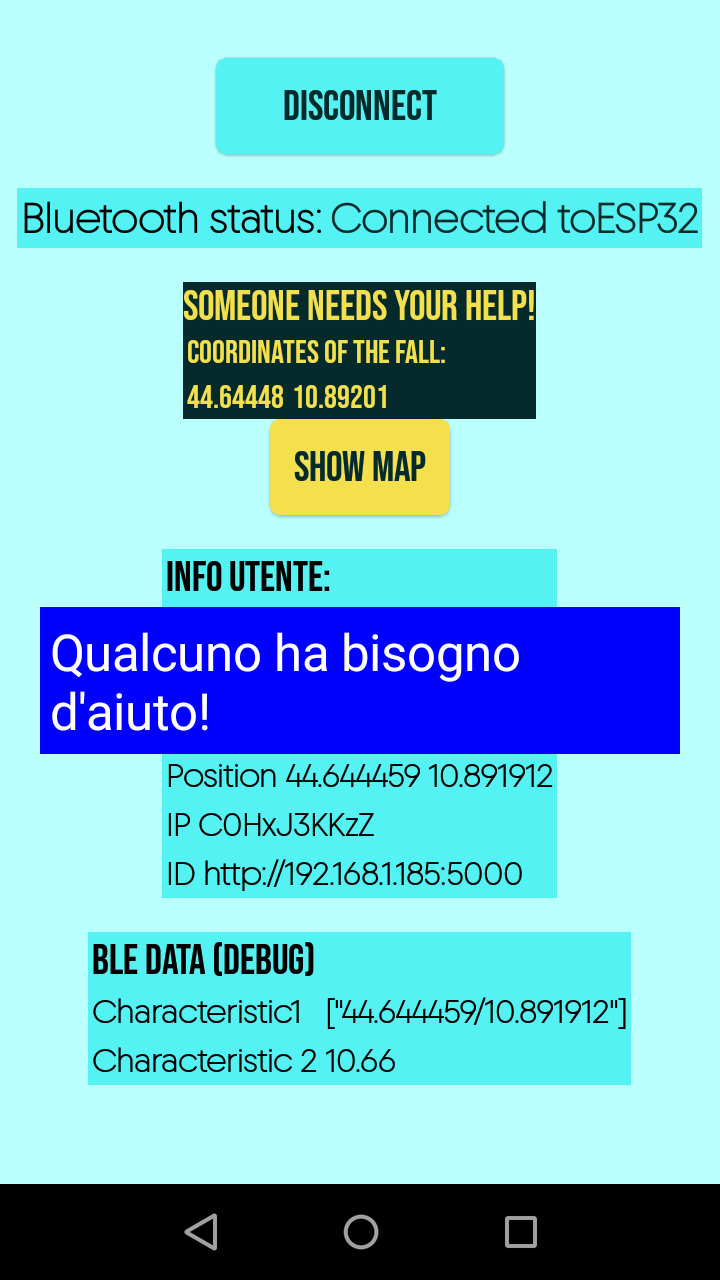 DISCONNECT
Bluetooth status: Connected toESP32
SOMEONE NEEDS YOUR HELP!
COORDINATES OF THE FALL:
44.64448 10.89201
SHOW MAP
INFO UTENTE:
Qualcuno ha bisogno
d'aiuto!
Position 44.644459 10.891912
IP C0HxJ3KKzZ
ID http://192.168.1.185:5000
BLE DATA (DEBUG)
Characteristic1 ["44.644459/10.891912"]
Characteristic 2 10.66